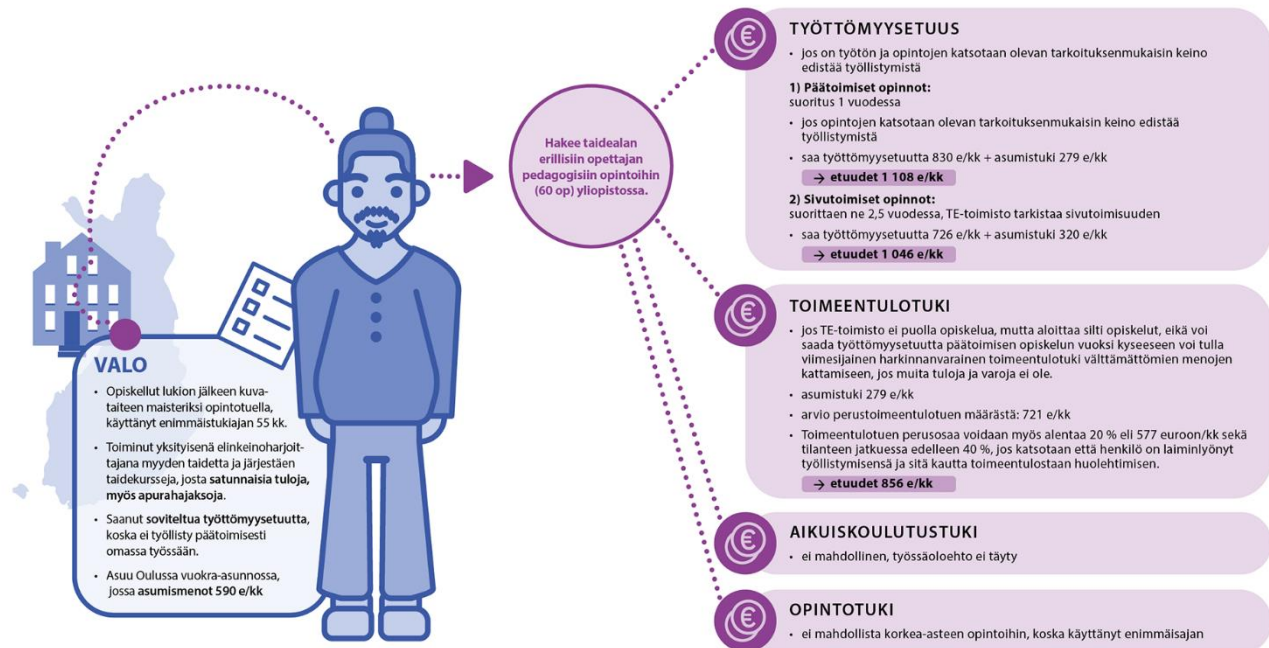 VALO
• Opiskellut lukion jälkeen kuva-
taiteen maisteriksi opintotuella,
käyttänyt enimmäistukiajan 55 kk.
• Toiminut yksityisenä elinkeinoharjoit-
tajana myyden taidetta ja järjestäen
taidekursseja, josta satunnaisia tuloja,
myös apurahajaksoja.
• Saanut soviteltua työttömyysetuutta,
koska ei työllisty päätoimisesti
omassa työssään.
• Asuu Oulussa vuokra-asunnossa,
jossa asumismenot 590 e/kk
Hakee taidealan
erillisiin opettajan
pedagogisiin opintoihin
(60 op) yliopistossa.
TYÖTTÖMYYSETUUS
• jos on työtön ja opintojen katsotaan olevan tarkoituksenmukaisin keino
edistää työllistymistä
1) Päätoimiset opinnot:
suoritus 1 vuodessa
• jos opintojen katsotaan olevan tarkoituksenmukaisin keino edistää
työllistymistä
• saa työttömyysetuutta 830 e/kk + asumistuki 279 e/kk
→ etuudet 1 108 e/kk
2) Sivutoimiset opinnot:
suorittaen ne 2,5 vuodessa, TE-toimisto tarkistaa sivutoimisuuden
• saa työttömyysetuutta 726 e/kk + asumistuki 320 e/kk
→ etuudet 1 046 e/kk
TOIMEENTULOTUKI
• jos TE-toimisto ei puolla opiskelua, mutta aloittaa silti opiskelut, eikä voi
saada työttömyysetuutta päätoimisen opiskelun vuoksi kyseeseen voi tulla
viimesijainen harkinnanvarainen toimeentulotuki välttämättömien menojen
kattamiseen, jos muita tuloja ja varoja ei ole.
• asumistuki 279 e/kk
• arvio perustoimeentulotuen määrästä: 721 e/kk
• Toimeentulotuen perusosaa voidaan myös alentaa 20 % eli 577 euroon/kk sekä
tilanteen jatkuessa edelleen 40 %, jos katsotaan että henkilö on laiminlyönyt
työllistymisensä ja sitä kautta toimeentulostaan huolehtimisen.
→ etuudet 856 e/kk
AIKUISKOULUTUSTUKI
• ei mahdollinen, työssäoloehto ei täyty
OPINTOTUKI
• ei mahdollista korkea-asteen opintoihin, koska käyttänyt enimmäisajan